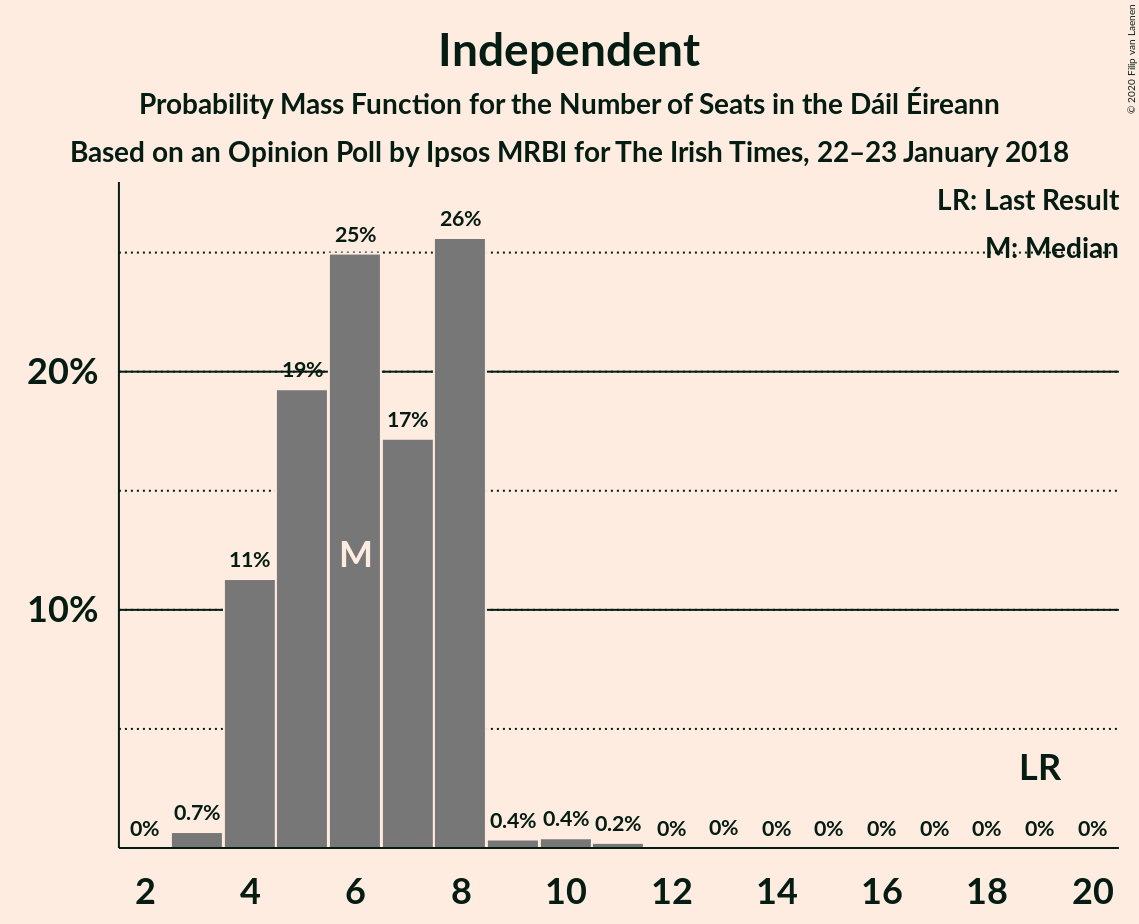 Independent
Probability Mass Function for the Number of Seats in the Dáil Éireann
Based on an Opinion Poll by Ipsos MRBI for The Irish Times, 22–23 January 2018
© 2020 Filip van Laenen
LR: Last Result
M: Median
26%
25%
20%
19%
17%
M
11%
10%
LR
0% 0.7% 0.4% 0.4% 0.2% 0% 0% 0% 0% 0% 0% 0% 0% 0%
2 4 6 8 10 12 14 16 18 20